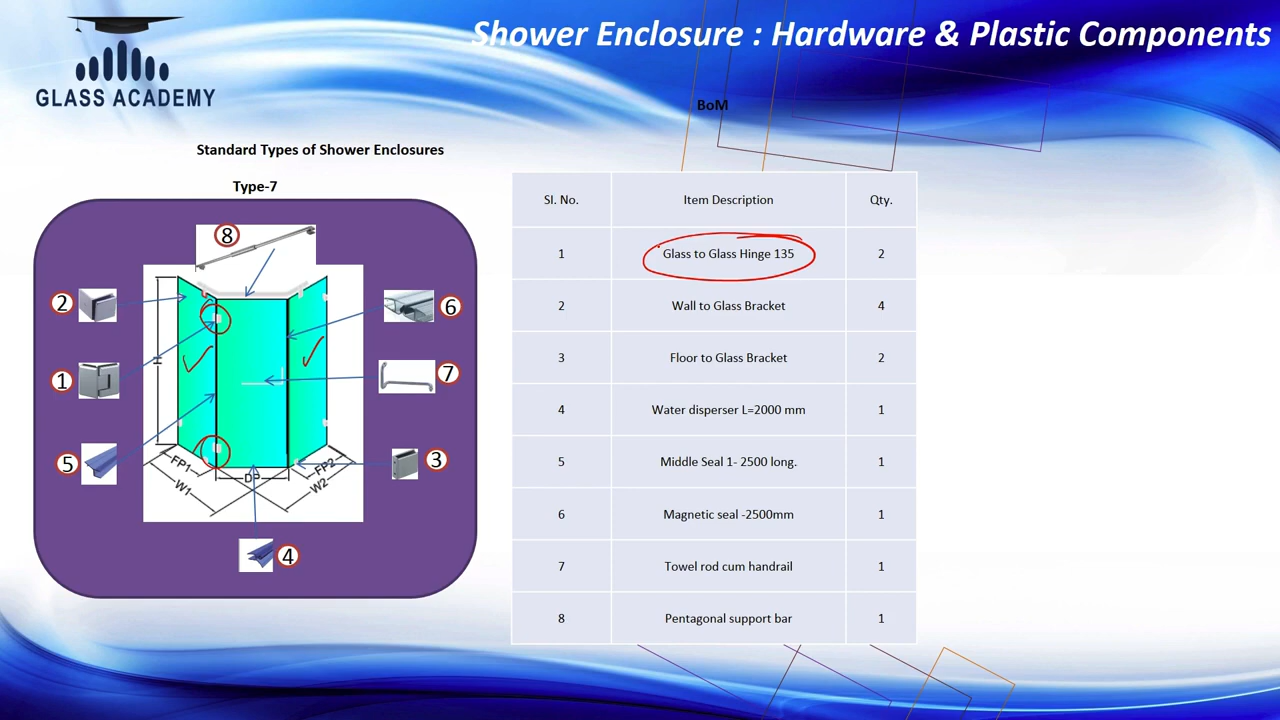 Shower Enclosure : Hardware & Plastic Components
GLASS ACADEMY
BoM
Standard Types of Shower Enclosures
Type-7
8
2
1
5
6
7
3
4
H
FP1
W1
FP2
W2
Sl. No. Item Description Qty.
1 Glass to Glass Hinge 135 2
2 Wall to Glass Bracket 4
3 Floor to Glass Bracket 2
4 Water disperser L=2000 mm 1
5 Middle Seal 1- 2500 long. 1
6 Magnetic seal -2500mm 1
7 Towel rod cum handrail 1
8 Pentagonal support bar 1